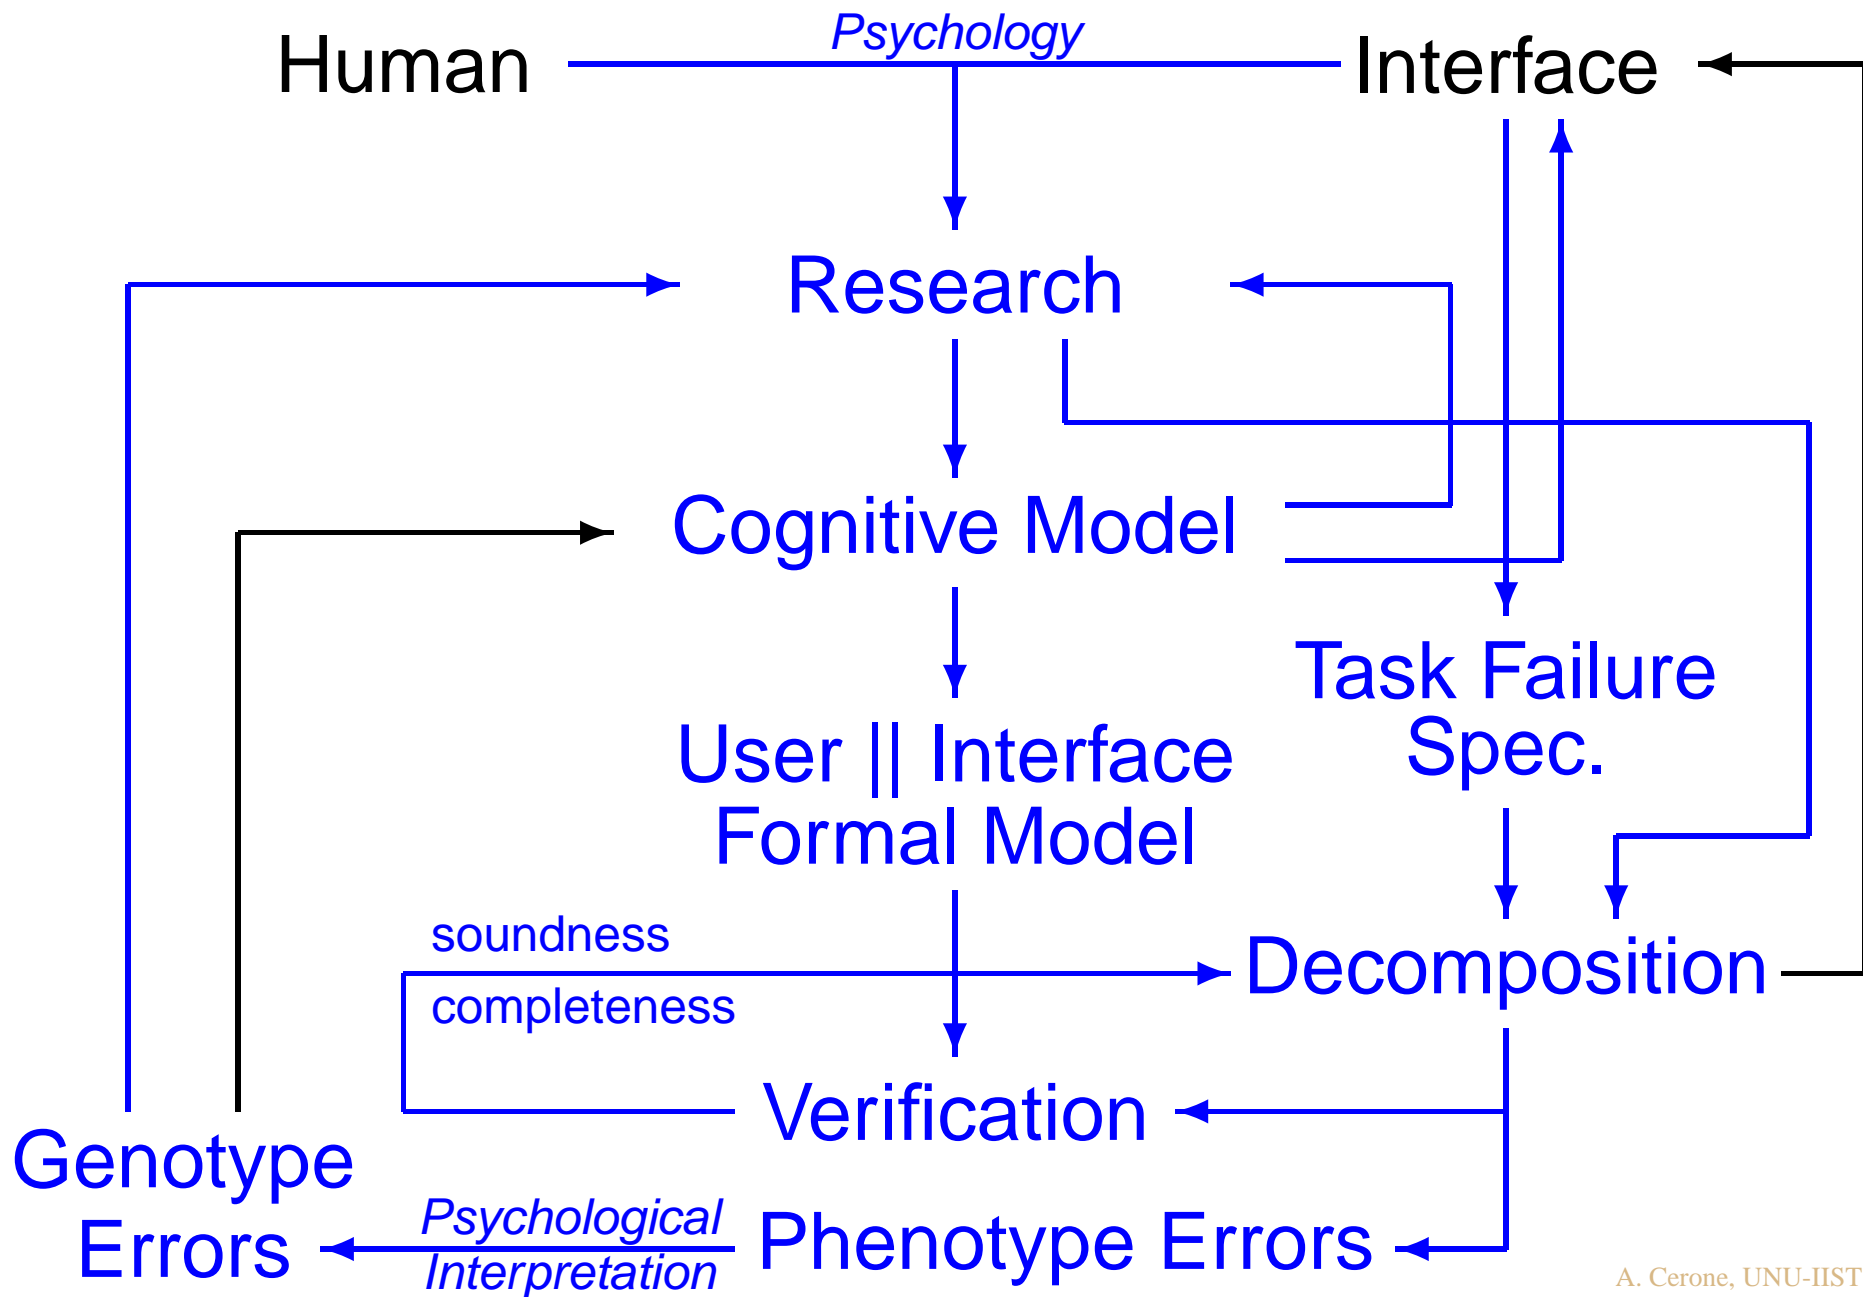 Human
Psychology
Interface
Research
Cognitive Model
Task Failure
Spec.
User || Interface
Formal Model
soundness
completeness
Decomposition
Verification
Genotype
Errors
Psychological
Interpretation
Phenotype Errors
A. Cerone, UNU-IIST